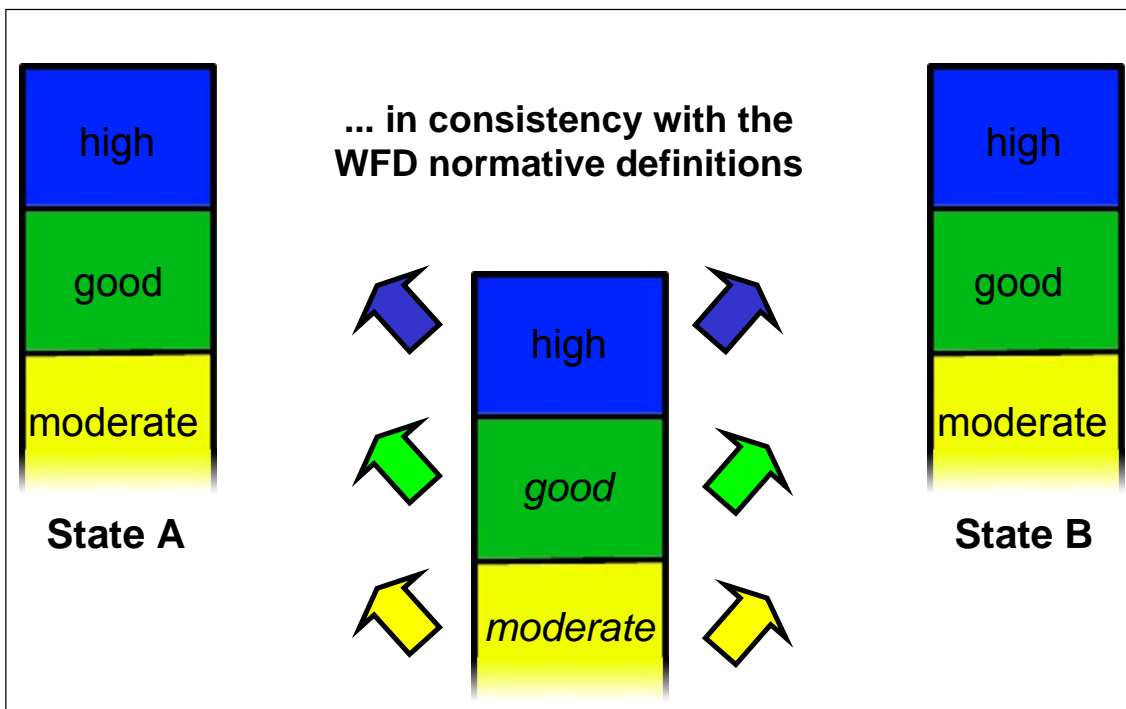 ... in consistency with the
WFD normative definitions
high
good
moderate
State A
high
good
moderate
high
good
moderate
State B